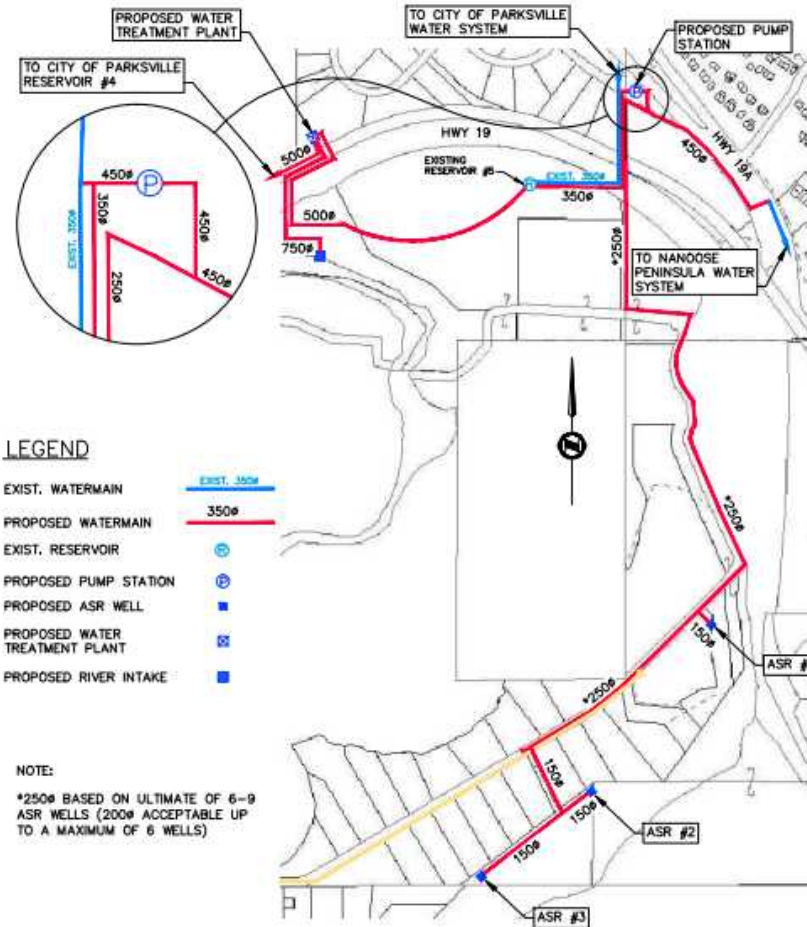 PROPOSED WATER
TREATMENT PLANT
TO CITY OF PARKSVILLE
WATER SYSTEM
PROPOSED PUMP
STATION
TO CITY OF PARKSVILLE
RESERVOIR #4
HWY 19
HWY 19A
500ø
450ø
EXISTING
RESERVOIR #5
EXIST. 350ø
350ø
500ø
750ø
*250ø
TO NANOOSE
PENINSULA WATER
SYSTEM
450ø
P
350ø
450ø
EXIST. 350ø
250ø
450ø
P
LEGEND
EXIST. WATERMAIN
EXIST. 350ø
PROPOSED WATERMAIN
350ø
EXIST. RESERVOIR
R
PROPOSED PUMP STATION
P
PROPOSED ASR WELL
PROPOSED WATER
TREATMENT PLANT
PROPOSED RIVER INTAKE
*250ø
150ø
ASR #
*250ø
150ø
150ø
ASR #2
150ø
ASR #3
NOTE:
*250ø BASED ON ULTIMATE OF 6-9
ASR WELLS (200ø ACCEPTABLE UP
TO A MAXIMUM OF 6 WELLS)